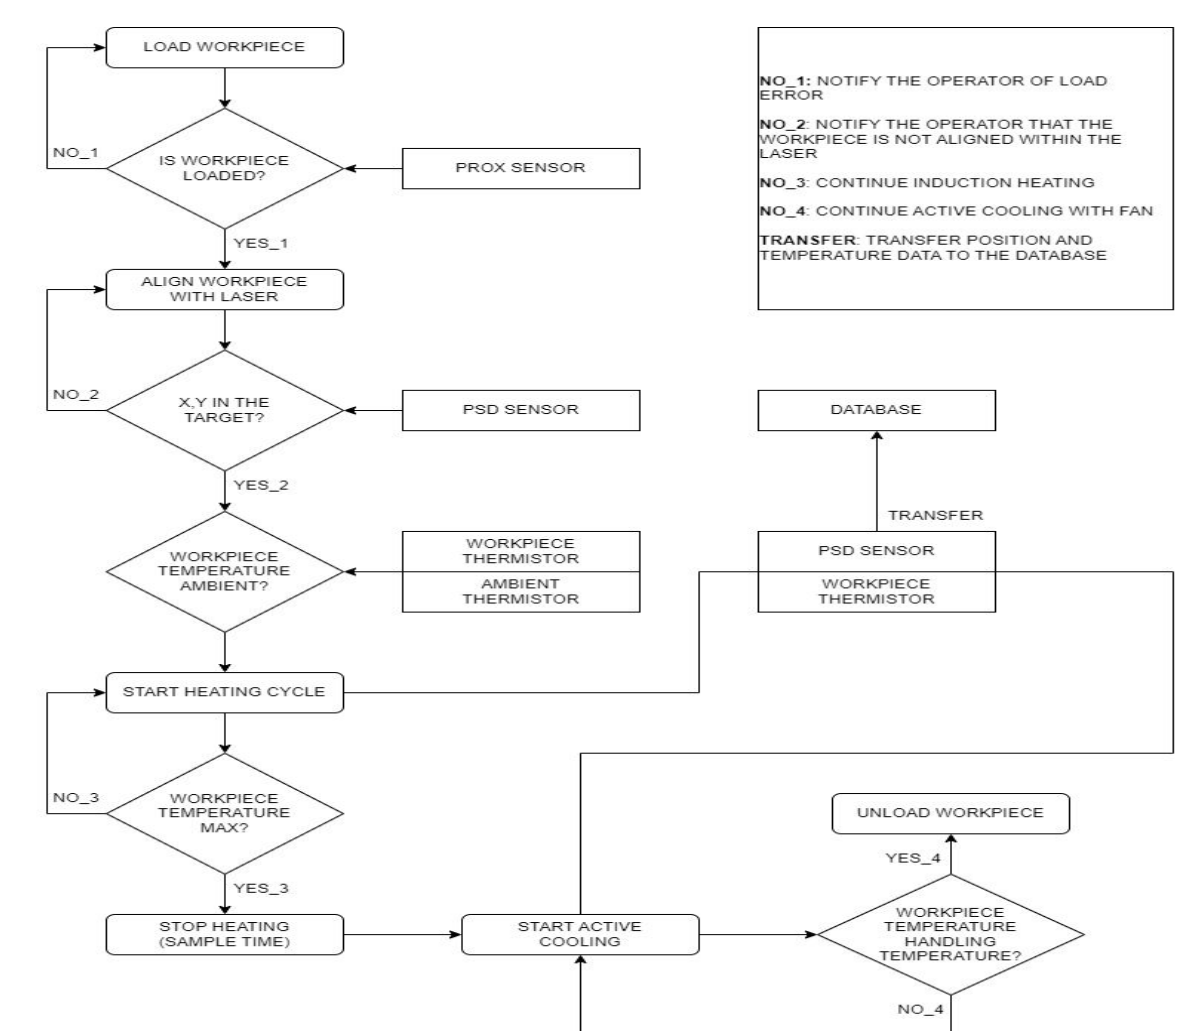 LOAD WORKPIECE
NO_1
IS WORKPIECE
LOADED?
PROX SENSOR
YES_1
NO_1: NOTIFY THE OPERATOR OF LOAD
ERROR
NO_2: NOTIFY THE OPERATOR THAT THE
WORKPIECE IS NOT ALIGNED WITHIN THE
LASER
NO_3: CONTINUE INDUCTION HEATING
NO_4: CONTINUE ACTIVE COOLING WITH FAN
TRANSFER: TRANSFER POSITION AND
TEMPERATURE DATA TO THE DATABASE
ALIGN WORKPIECE
WITH LASER
NO_2
X,Y IN THE
TARGET?
PSD SENSOR
DATABASE
YES_2
TRANSFER
WORKPIECE
TEMPERATURE
AMBIENT?
WORKPIECE
THERMISTOR
AMBIENT
THERMISTOR
PSD SENSOR
WORKPIECE
THERMISTOR
START HEATING CYCLE
NO_3
WORKPIECE
TEMPERATURE
MAX?
UNLOAD WORKPIECE
YES_4
YES_3
STOP HEATING
(SAMPLE TIME)
START ACTIVE
COOLING
WORKPIECE
TEMPERATURE
HANDLING
TEMPERATURE?
NO_4